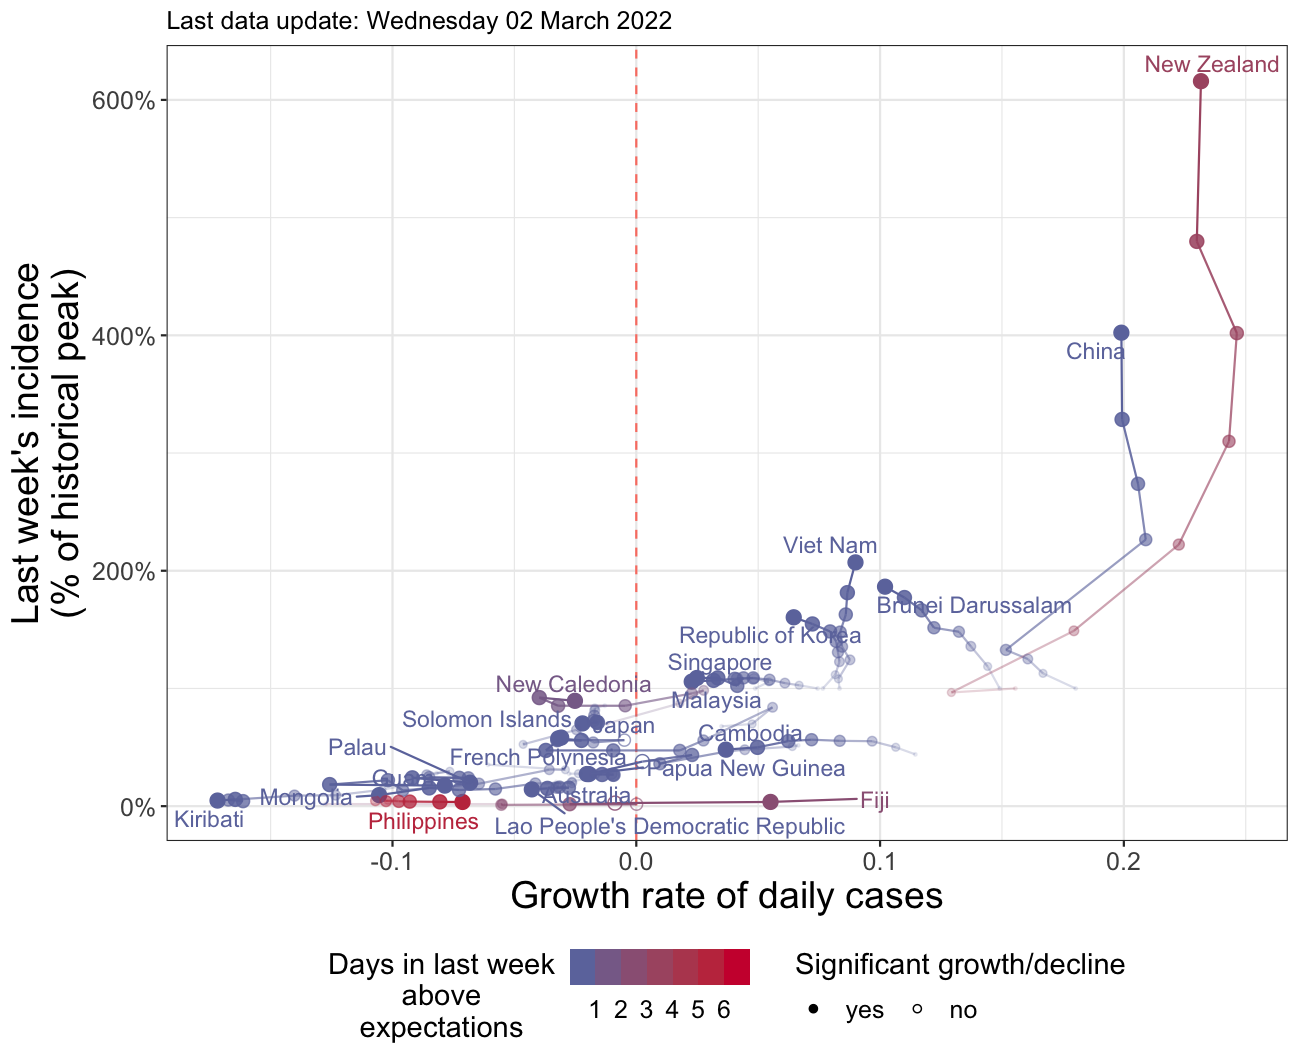 Last data update: Wednesday 02 March 2022
New Zealand
600%
400%
China
Viet Nam
200%
Brunei Darussalam
Republic of Korea
Singapore
New Caledonia
Malaysia
Solomon Islands
Japan
Cambodia
Palau
French Polynesia
Papua New Guinea
Guam
Mongolia
Australia
Fiji
0%
Kiribati
Philippines
Lao People's Democratic Republic
-0.1
0.0
0.1
0.2
Last week's incidence
(% of historical peak)
Growth rate of daily cases
Days in last week
above
expectations
1 2 3 4 5 6
Significant growth/decline
yes
no